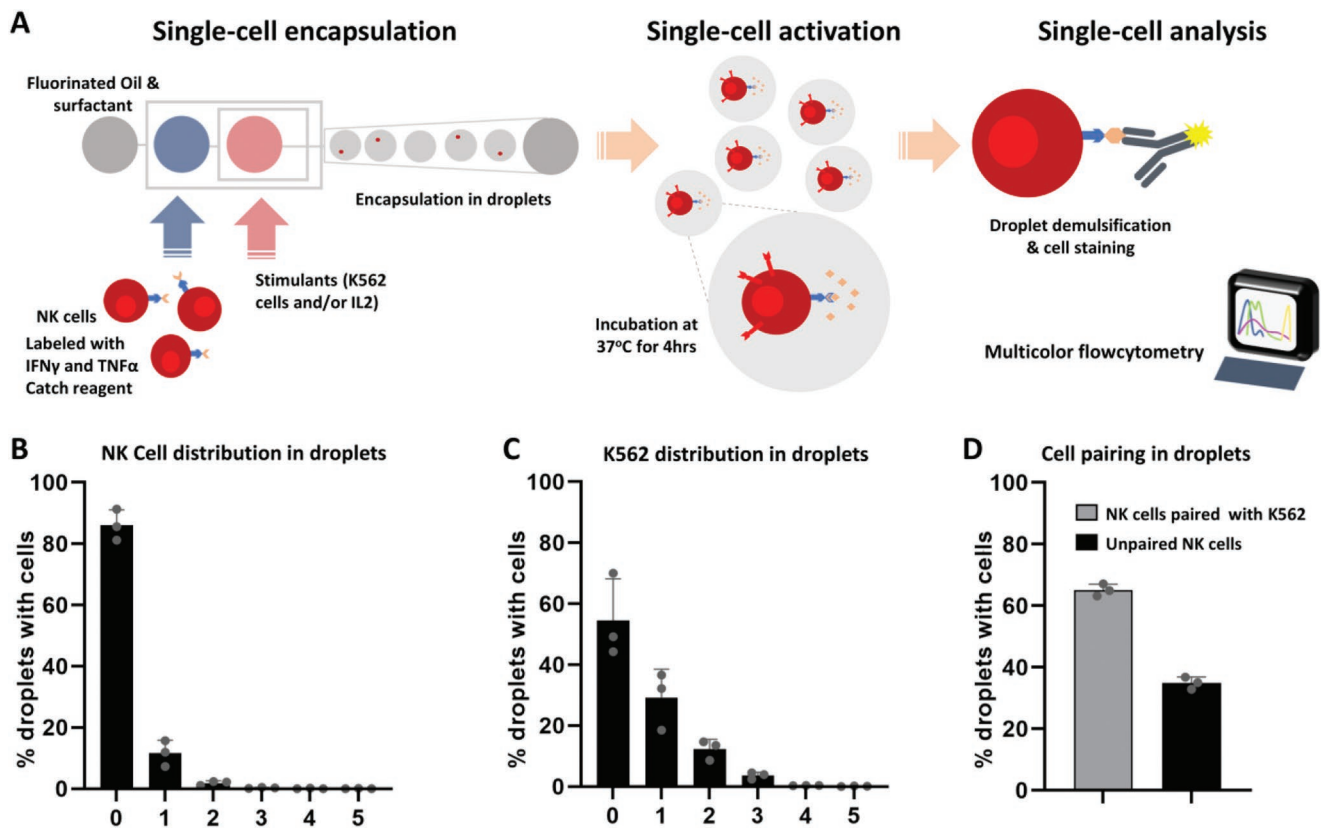 A
Single-cell encapsulation
Single-cell activation
Single-cell analysis
Fluorinated Oil &
surfactant
Encapsulation in droplets
Stimulants (K562
cells and/or IL2)
NK cells
Labeled with
IFNγ and TNFα
Catch reagent
Incubation at
37°C for 4hrs
Droplet demulsification
& cell staining
Multicolor flowcytometry
B
NK Cell distribution in droplets
% droplets with cells
100
80
60
40
20
0
0 1 2 3 4 5
C
K562 distribution in droplets
% droplets with cells
100
80
60
40
20
0
0 1 2 3 4 5
D
Cell pairing in droplets
% droplets with cells
100
80
60
40
20
0
NK cells paired with K562
Unpaired NK cells